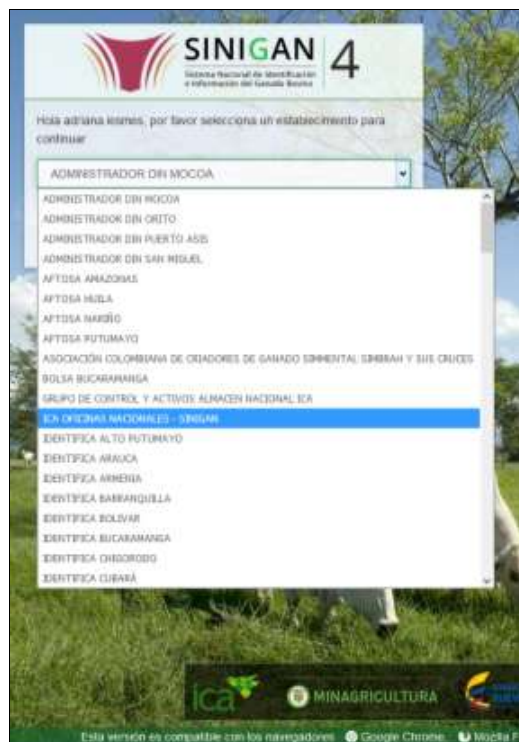 SINIGAN 4
Sistema Nacional de Identificación
e Información del Ganado Bovino
Hola adriana lesmes, por favor selecciona un establecimiento para
continuar
ADMINISTRADOR DIN MOCOA
ADMINISTRADOR DIN MOCOA
ADMINISTRADOR DIN ORITO
ADMINISTRADOR DIN PUERTO ASIS
ADMINISTRADOR DIN SAN MIGUEL
AFTOSA AMAZONAS
AFTOSA HUILA
AFTOSA NARIÑO
AFTOSA PUTUMAYO
ASOCIACIÓN COLOMBIANA DE CRIADORES DE GANADO SIMMENTAL SIMBRAH Y SUS CRUCES
BOLSA BUCARAMANGA
GRUPO DE CONTROL Y ACTIVOS ALMACEN NACIONAL ICA
ICA OFICINAS NACIONALES - SINIGAN
IDENTIFICA ALTO PUTUMAYO
IDENTIFICA ARAUCA
IDENTIFICA ARMENIA
IDENTIFICA BARRANQUILLA
IDENTIFICA BOLIVAR
IDENTIFICA BUCARAMANGA
IDENTIFICA CHIGORODO
IDENTIFICA CUBARÁ
ica MINAGRICULTURA
Esta versión es compatible con los navegadores Google Chrome Mozilla F